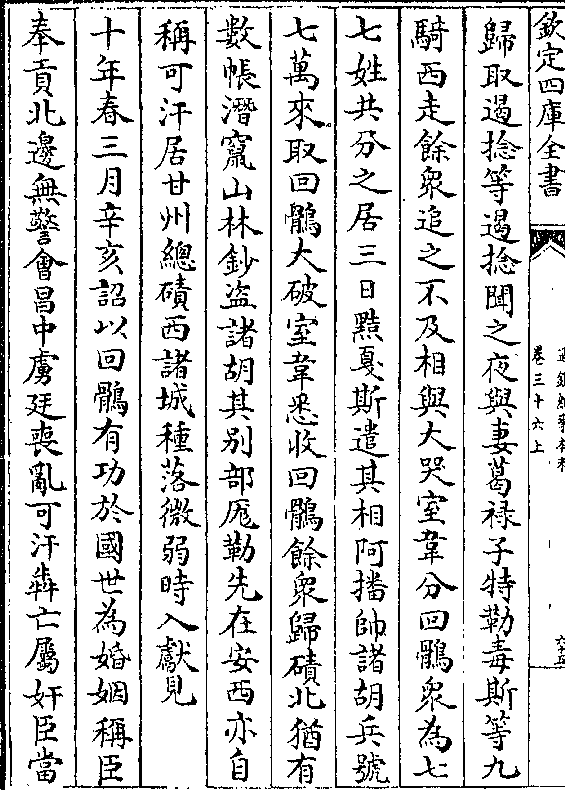 欽定四庫全書
通鑑紀事本末
卷三十六上
歸取遏捻等遏捻聞之夜與妻葛禄子特勒毒斯等九
騎西走餘衆追之不及相與大哭室韋分回鶻衆為七
七姓共分之居三日黠戛斯遣其相阿播帥諸胡兵號
七萬來取回鶻大破室韋悉收回鶻餘衆歸磧北猶有
數帳潛竄山林鈔盗諸胡其别部厖勒先在安西亦自
稱可汗居甘州總磧西諸城種落微弱時入獻見
十年春三月辛亥詔以回鶻有功於國世為婚姻稱臣
奉貢北邊無警會昌中虜廷喪亂可汗犇亡屬奸臣當